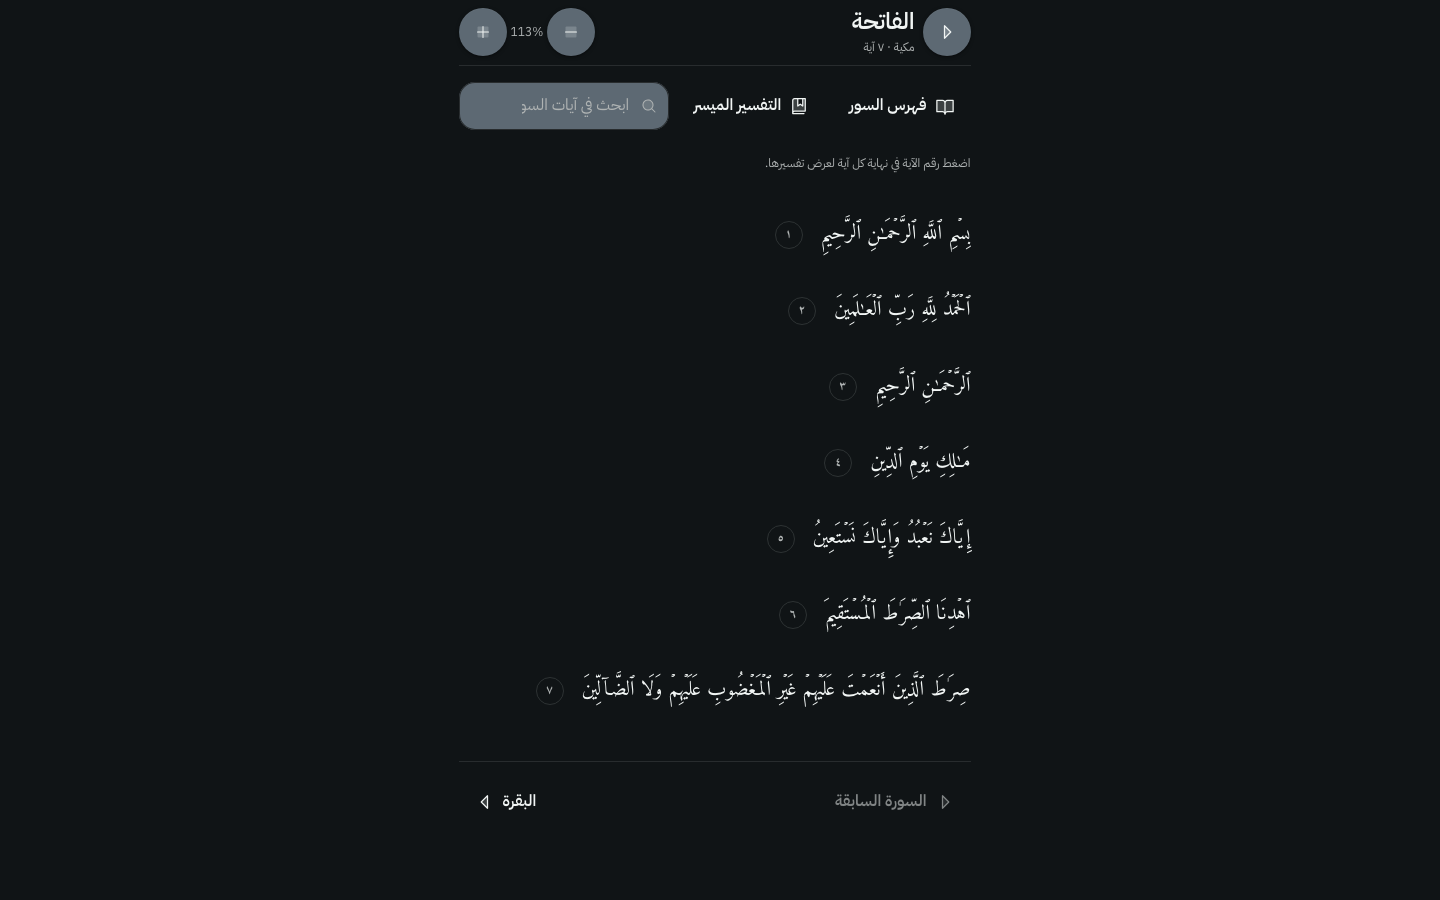 الفاتحة
مكية · ٧ آية
113%
فهرس السور
التفسير الميسر
ابحث في آيات السو
اضغط رقم الآية في نهاية كل آية لعرض تفسيرها.
بِسْمِ ٱللَّهِ ٱلرَّحْمَـٰنِ ٱلرَّحِيمِ ١
ٱلْحَمْدُ لِلَّهِ رَبِّ ٱلْعَـٰلَمِينَ ٢
ٱلرَّحْمَـٰنِ ٱلرَّحِيمِ ٣
مَـٰلِكِ يَوْمِ ٱلدِّينِ ٤
إِيَّاكَ نَعْبُدُ وَإِيَّاكَ نَسْتَعِينُ ٥
ٱهْدِنَا ٱلصِّرَٰطَ ٱلْمُسْتَقِيمَ ٦
صِرَٰطَ ٱلَّذِينَ أَنْعَمْتَ عَلَيْهِمْ غَيْرِ ٱلْمَغْضُوبِ عَلَيْهِمْ وَلَا ٱلضَّآلِّينَ ٧
السورة السابقة
البقرة